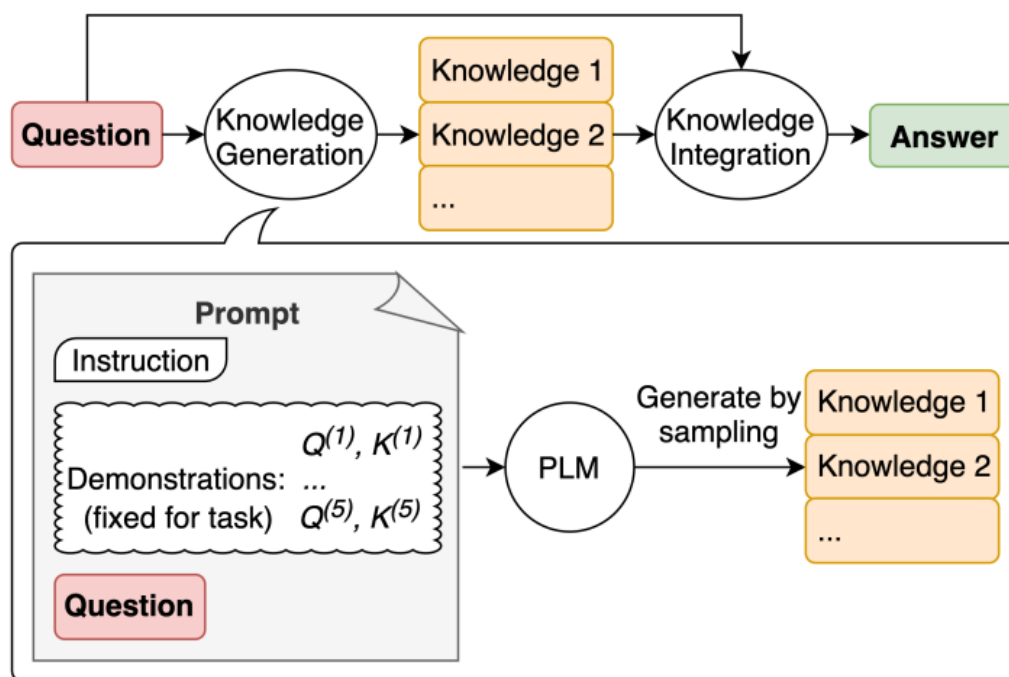 Question
Knowledge
Generation
Knowledge 1
Knowledge 2
...
Knowledge
Integration
Answer
Prompt
Instruction
Demonstrations:
(fixed for task)
Q⁽¹⁾, K⁽¹⁾
...
Q⁽⁵⁾, K⁽⁵⁾
Question
PLM
Generate by
sampling
Knowledge 1
Knowledge 2
...